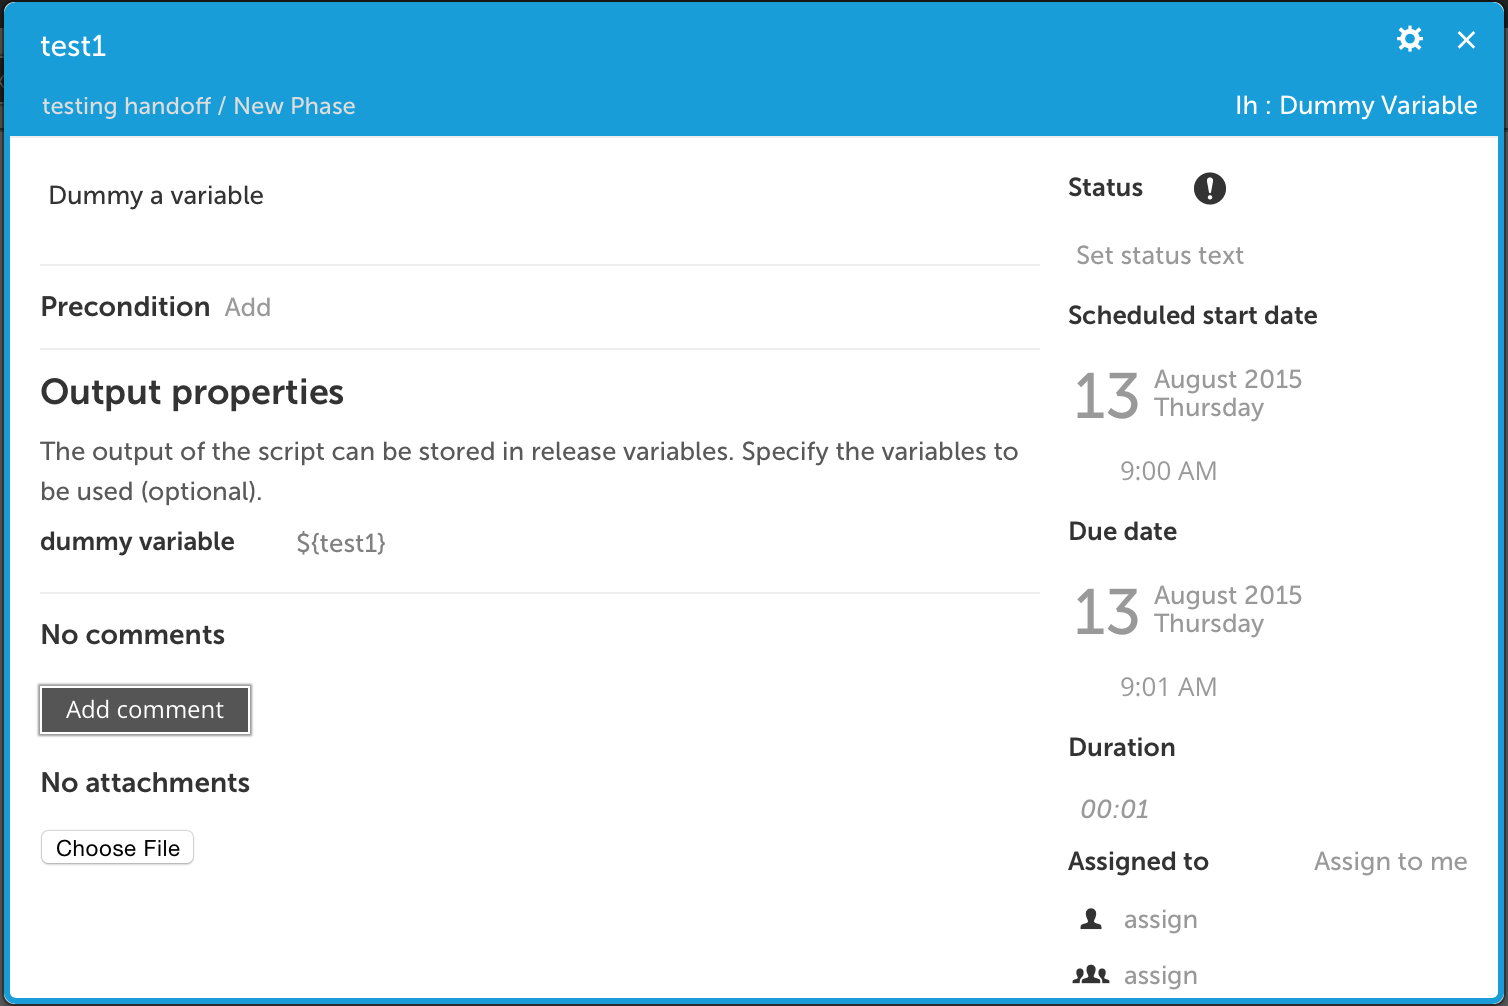 test1
testing handoff / New Phase
Ih : Dummy Variable
Dummy a variable
Precondition Add
Output properties
The output of the script can be stored in release variables. Specify the variables to
be used (optional).
dummy variable ${test1}
No comments
Add comment
No attachments
Choose File
Status
Set status text
Scheduled start date
13 August 2015
Thursday
9:00 AM
Due date
13 August 2015
Thursday
9:01 AM
Duration
00:01
Assigned to Assign to me
assign
assign